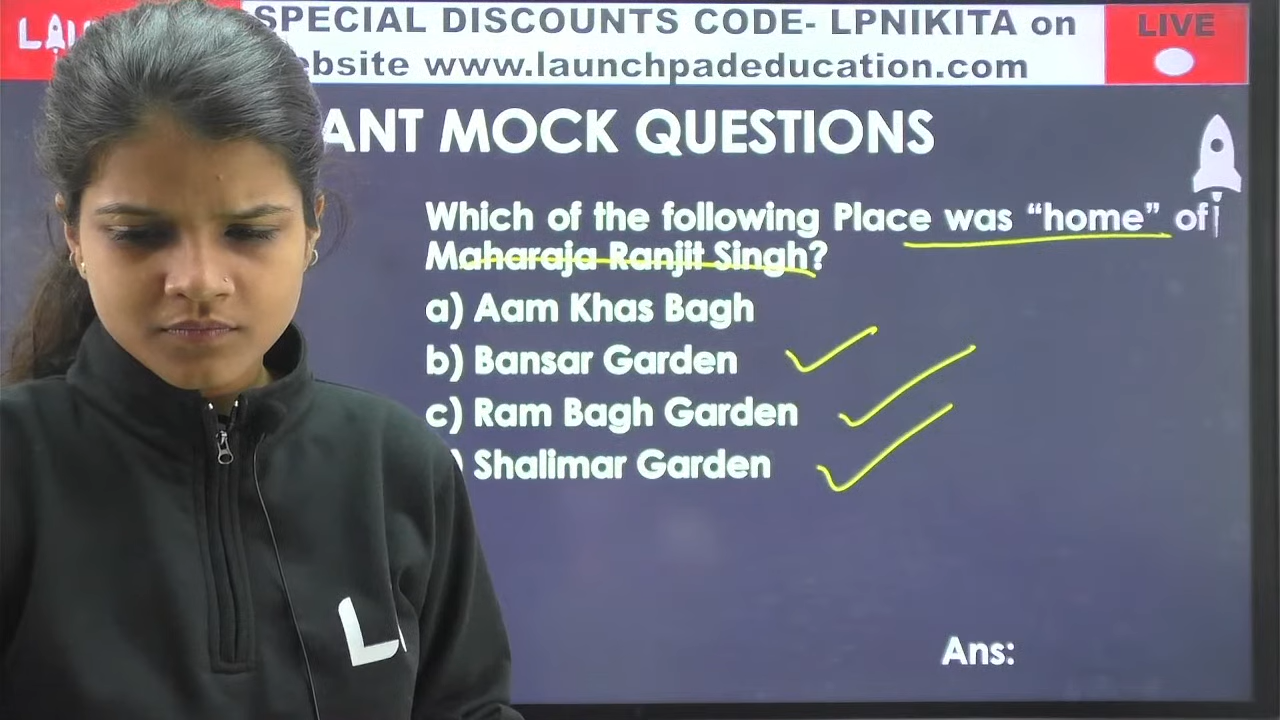 SPECIAL DISCOUNTS CODE- LPNIKITA on
ebsite www.launchpadeducation.com
LIVE
ANT MOCK QUESTIONS
Which of the following Place was “home” of
Maharaja Ranjit Singh?
a) Aam Khas Bagh
b) Bansar Garden
c) Ram Bagh Garden
) Shalimar Garden
Ans: